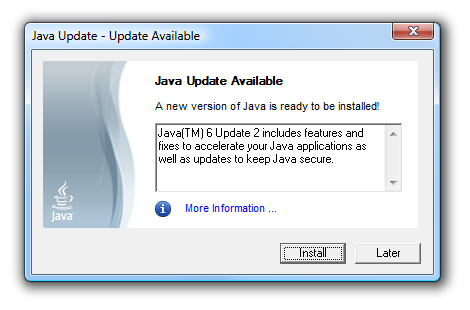 Java Update - Update Available
Java Update Available
A new version of Java is ready to be installed!
Java(TM) 6 Update 2 includes features and
fixes to accelerate your Java applications as
well as updates to keep Java secure.
Java
More Information ...
Install
Later